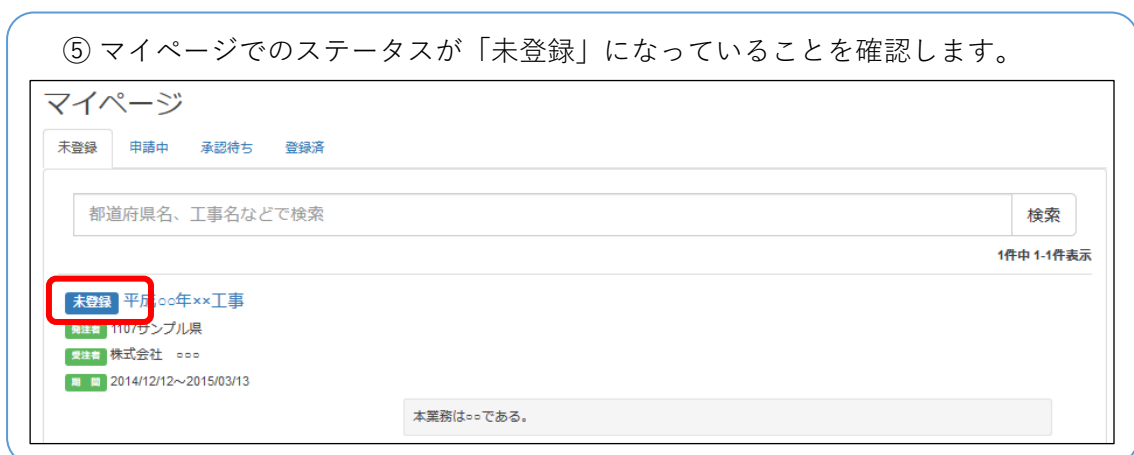 ⑤ マイページでのステータスが「未登録」になっていることを確認します。
マイページ
未登録 申請中 承認待ち 登録済
都道府県名、工事名などで検索 検索
1件中 1-1件表示
未登録 平成○○年××工事
発注者 1107サンプル県
受注者 株式会社 ○○○
期 間 2014/12/12～2015/03/13
本業務は○○である。